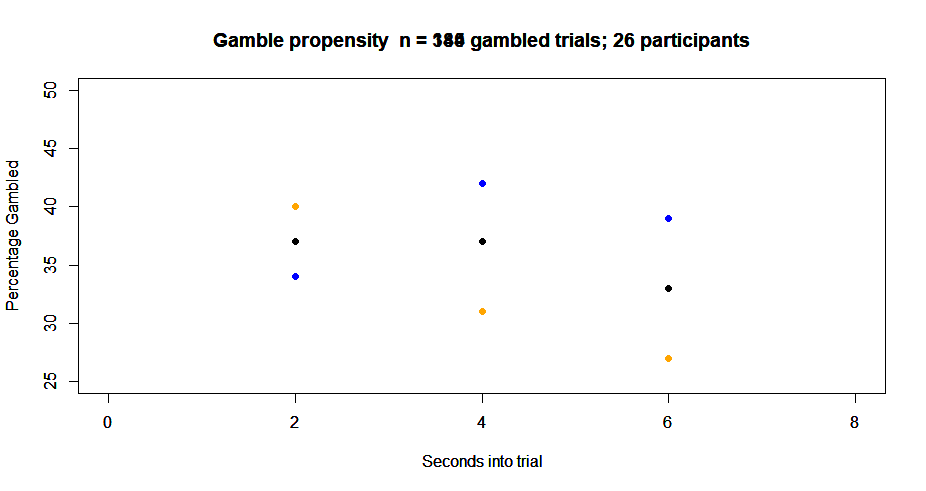 Gamble propensity n = gambled trials; 26 participants
50
45
40
35
30
25
Percentage Gambled
0 2 4 6 8
Seconds into trial